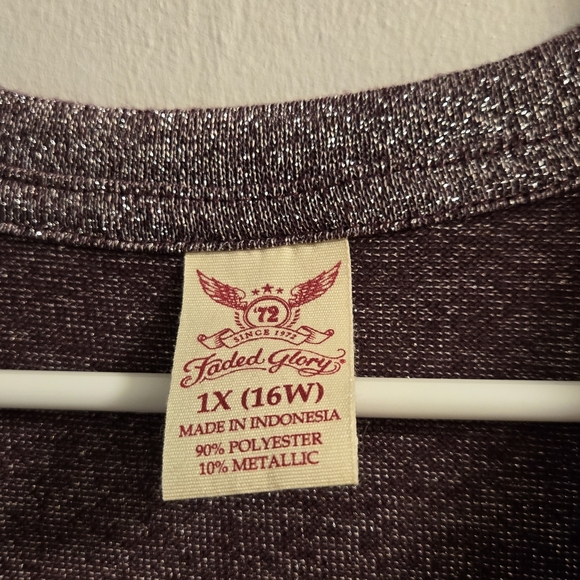 '72
SINCE 1972
Faded Glory®
1X (16W)
MADE IN INDONESIA
90% POLYESTER
10% METALLIC